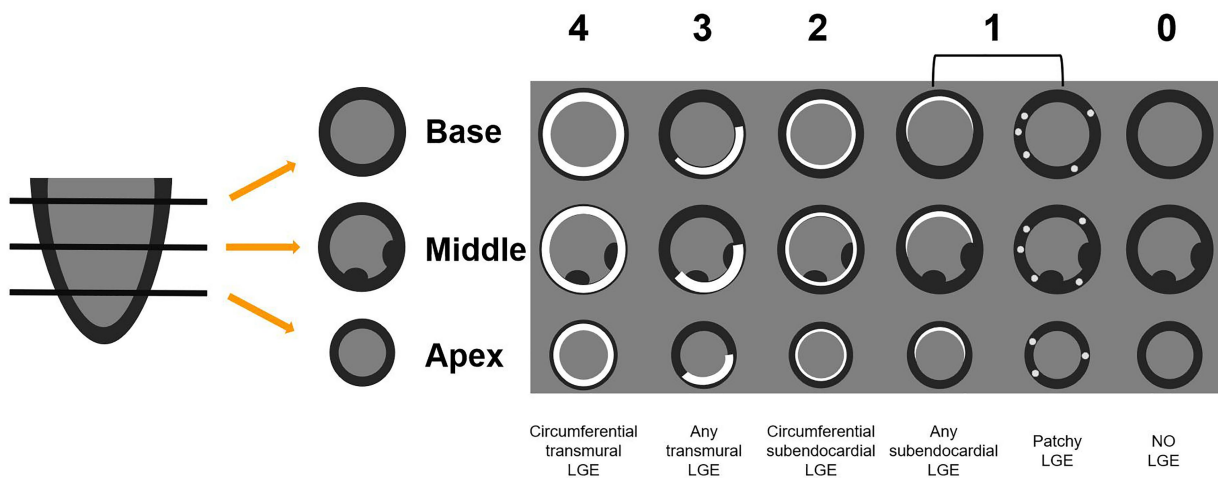 4 3 2 1 0
Base
Middle
Apex
Circumferential
transmural
LGE
Any
transmural
LGE
Circumferential
subendocardial
LGE
Any
subendocardial
LGE
Patchy
LGE
NO
LGE